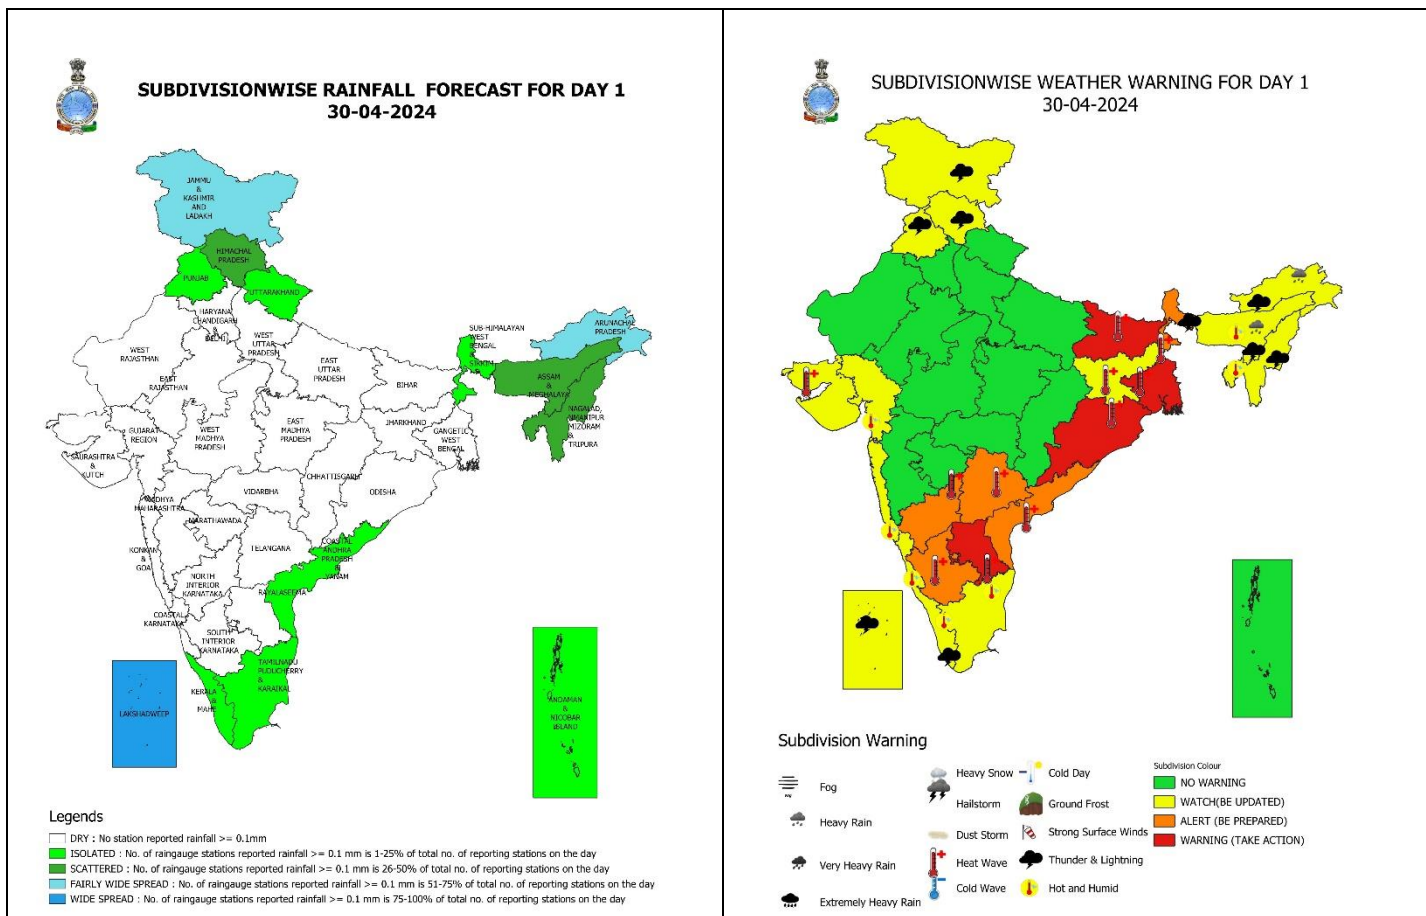 SUBDIVISIONWISE RAINFALL FORECAST FOR DAY 1
30-04-2024
JAMMU
&
KASHMIR
AND
LADAKH
HIMACHAL
PRADESH
PUNJAB
UTTARAKHAND
HARYANA
CHANDIGARH
&
DELHI
WEST
UTTAR
PRADESH
WEST
RAJASTHAN
EAST
RAJASTHAN
EAST
UTTAR
PRADESH
BIHAR
SUB-HIMALAYAN
WEST
BENGAL
&
SIKKIM
ARUNACHAL
PRADESH
ASSAM
&
MEGHALAYA
NAGALAD,
MANIPUR
MIZORAM
&
TRIPURA
GUJARAT
REGION
WEST
MADHYA
PRADESH
EAST
MADHYA
PRADESH
JHARKHAND
GANGETIC
WEST
BENGAL
SAURASHTRA
&
KUTCH
CHHATTISGARH
ODISHA
VIDARBHA
MADHYA
MAHARASHTRA
MARATHAWADA
KONKAN
&
GOA
TELANGANA
COASTAL
ANDHRA
PRADESH
&
YANAM
NORTH
INTERIOR
KARNATAKA
RAYALASEEMA
COASTAL
KARNATAKA
SOUTH
INTERIOR
KARNATAKA
TAMILNADU
PUDUCHERRY
&
KARAIKAL
KERALA
&
MAHE
LAKSHADWEEP
ANDAMAN
&
NICOBAR
ISLAND
Legends
DRY : No station reported rainfall >= 0.1mm
ISOLATED : No. of raingauge stations reported rainfall >= 0.1 mm is 1-25% of total no. of reporting stations on the day
SCATTERED : No. of raingauge stations reported rainfall >= 0.1 mm is 26-50% of total no. of reporting stations on the day
FAIRLY WIDE SPREAD : No. of raingauge stations reported rainfall >= 0.1 mm is 51-75% of total no. of reporting stations on the day
WIDE SPREAD : No. of raingauge stations reported rainfall >= 0.1 mm is 75-100% of total no. of reporting stations on the day
SUBDIVISIONWISE WEATHER WARNING FOR DAY 1
30-04-2024
Subdivision Warning
Fog
Heavy Rain
Very Heavy Rain
Extremely Heavy Rain
Heavy Snow
Hailstorm
Dust Storm
Heat Wave
Cold Wave
Cold Day
Ground Frost
Strong Surface Winds
Thunder & Lightning
Hot and Humid
Subdivision Colour
NO WARNING
WATCH(BE UPDATED)
ALERT (BE PREPARED)
WARNING (TAKE ACTION)